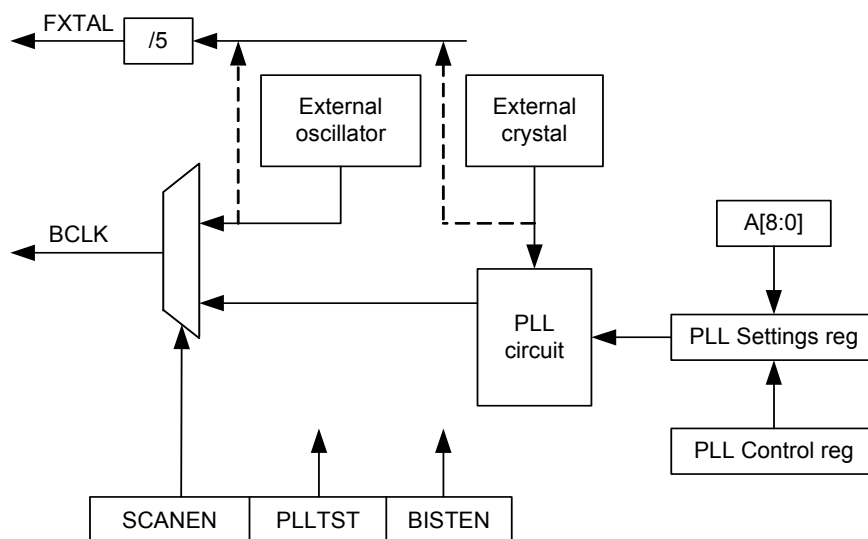 FXTAL
/5
External
oscillator
External
crystal
A[8:0]
BCLK
PLL
circuit
PLL Settings reg
PLL Control reg
SCANEN
PLLTST
BISTEN